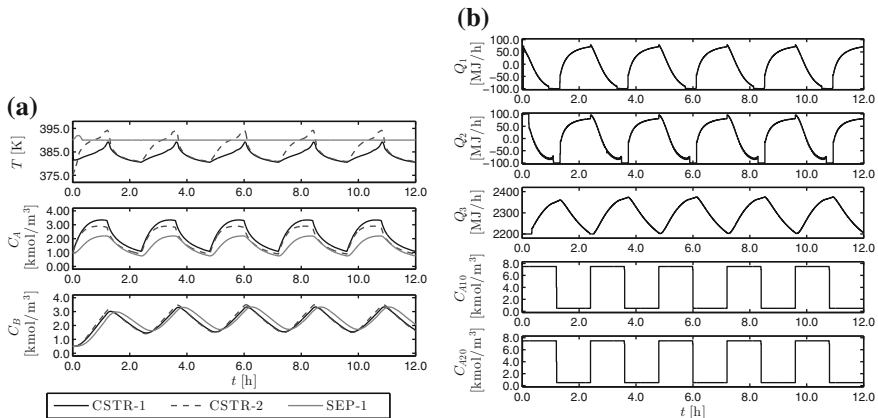 (a)
T [K]
395.0
385.0
375.0
0.0 2.0 4.0 6.0 8.0 10.0 12.0
C_A
[kmol/m³]
4.00
3.00
2.00
1.00
0.00
0.0 2.0 4.0 6.0 8.0 10.0 12.0
C_B
[kmol/m³]
4.0
3.0
2.0
1.0
0.0
0.0 2.0 4.0 6.0 8.0 10.0 12.0
t [h]
CSTR-1 CSTR-2 SEP-1
(b)
Q_1
[MJ/h]
100.0
50.0
0.0
−50.0
−100.0
0.0 2.0 4.0 6.0 8.0 10.0 12.0
Q_2
[MJ/h]
100.0
50.0
0.0
−50.0
−100.0
0.0 2.0 4.0 6.0 8.0 10.0 12.0
Q_3
[MJ/h]
2400
2300
2200
0.0 2.0 4.0 6.0 8.0 10.0 12.0
C_A10
[kmol/m³]
8.0
6.0
4.0
2.0
0.0
0.0 2.0 4.0 6.0 8.0 10.0 12.0
C_A20
[kmol/m³]
8.0
6.0
4.0
2.0
0.0
0.0 2.0 4.0 6.0 8.0 10.0 12.0
t [h]